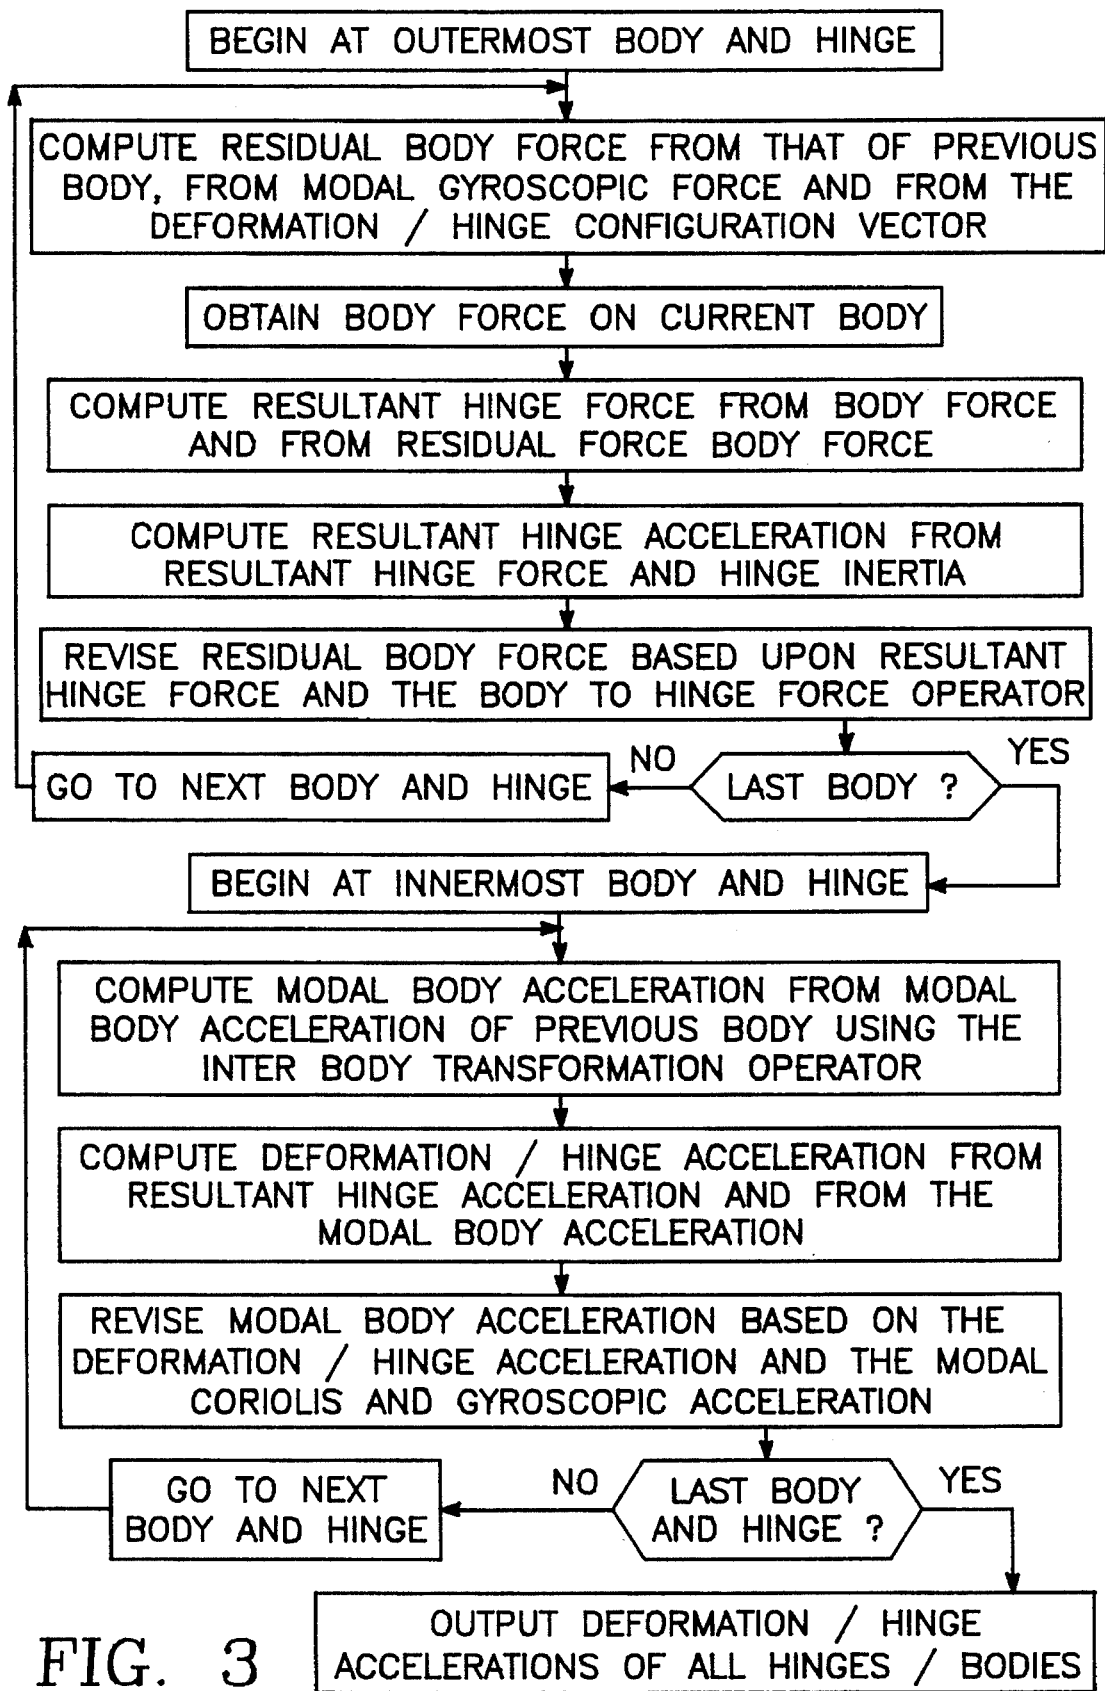 BEGIN AT OUTERMOST BODY AND HINGE
COMPUTE RESIDUAL BODY FORCE FROM THAT OF PREVIOUS
BODY, FROM MODAL GYROSCOPIC FORCE AND FROM THE
DEFORMATION / HINGE CONFIGURATION VECTOR
OBTAIN BODY FORCE ON CURRENT BODY
COMPUTE RESULTANT HINGE FORCE FROM BODY FORCE
AND FROM RESIDUAL FORCE BODY FORCE
COMPUTE RESULTANT HINGE ACCELERATION FROM
RESULTANT HINGE FORCE AND HINGE INERTIA
REVISE RESIDUAL BODY FORCE BASED UPON RESULTANT
HINGE FORCE AND THE BODY TO HINGE FORCE OPERATOR
GO TO NEXT BODY AND HINGE
NO
LAST BODY ?
YES
BEGIN AT INNERMOST BODY AND HINGE
COMPUTE MODAL BODY ACCELERATION FROM MODAL
BODY ACCELERATION OF PREVIOUS BODY USING THE
INTER BODY TRANSFORMATION OPERATOR
COMPUTE DEFORMATION / HINGE ACCELERATION FROM
RESULTANT HINGE ACCELERATION AND FROM THE
MODAL BODY ACCELERATION
REVISE MODAL BODY ACCELERATION BASED ON THE
DEFORMATION / HINGE ACCELERATION AND THE MODAL
CORIOLIS AND GYROSCOPIC ACCELERATION
GO TO NEXT
BODY AND HINGE
NO
LAST BODY
AND HINGE ?
YES
OUTPUT DEFORMATION / HINGE
ACCELERATIONS OF ALL HINGES / BODIES
FIG. 3